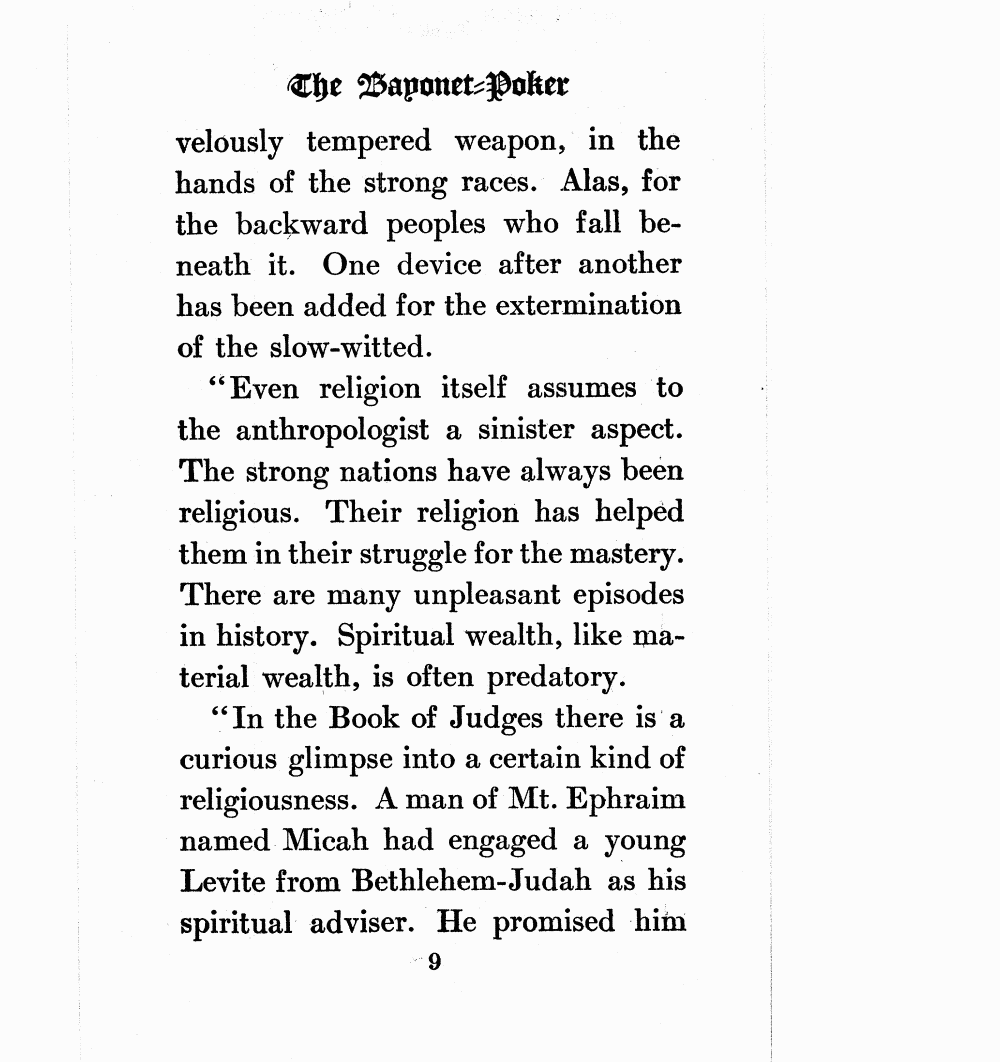 The Bayonet-Poker
velously tempered weapon, in the
hands of the strong races. Alas, for
the backward peoples who fall be-
neath it. One device after another
has been added for the extermination
of the slow-witted.
“Even religion itself assumes to
the anthropologist a sinister aspect.
The strong nations have always been
religious. Their religion has helped
them in their struggle for the mastery.
There are many unpleasant episodes
in history. Spiritual wealth, like ma-
terial wealth, is often predatory.
“In the Book of Judges there is a
curious glimpse into a certain kind of
religiousness. A man of Mt. Ephraim
named Micah had engaged a young
Levite from Bethlehem-Judah as his
spiritual adviser. He promised him
9